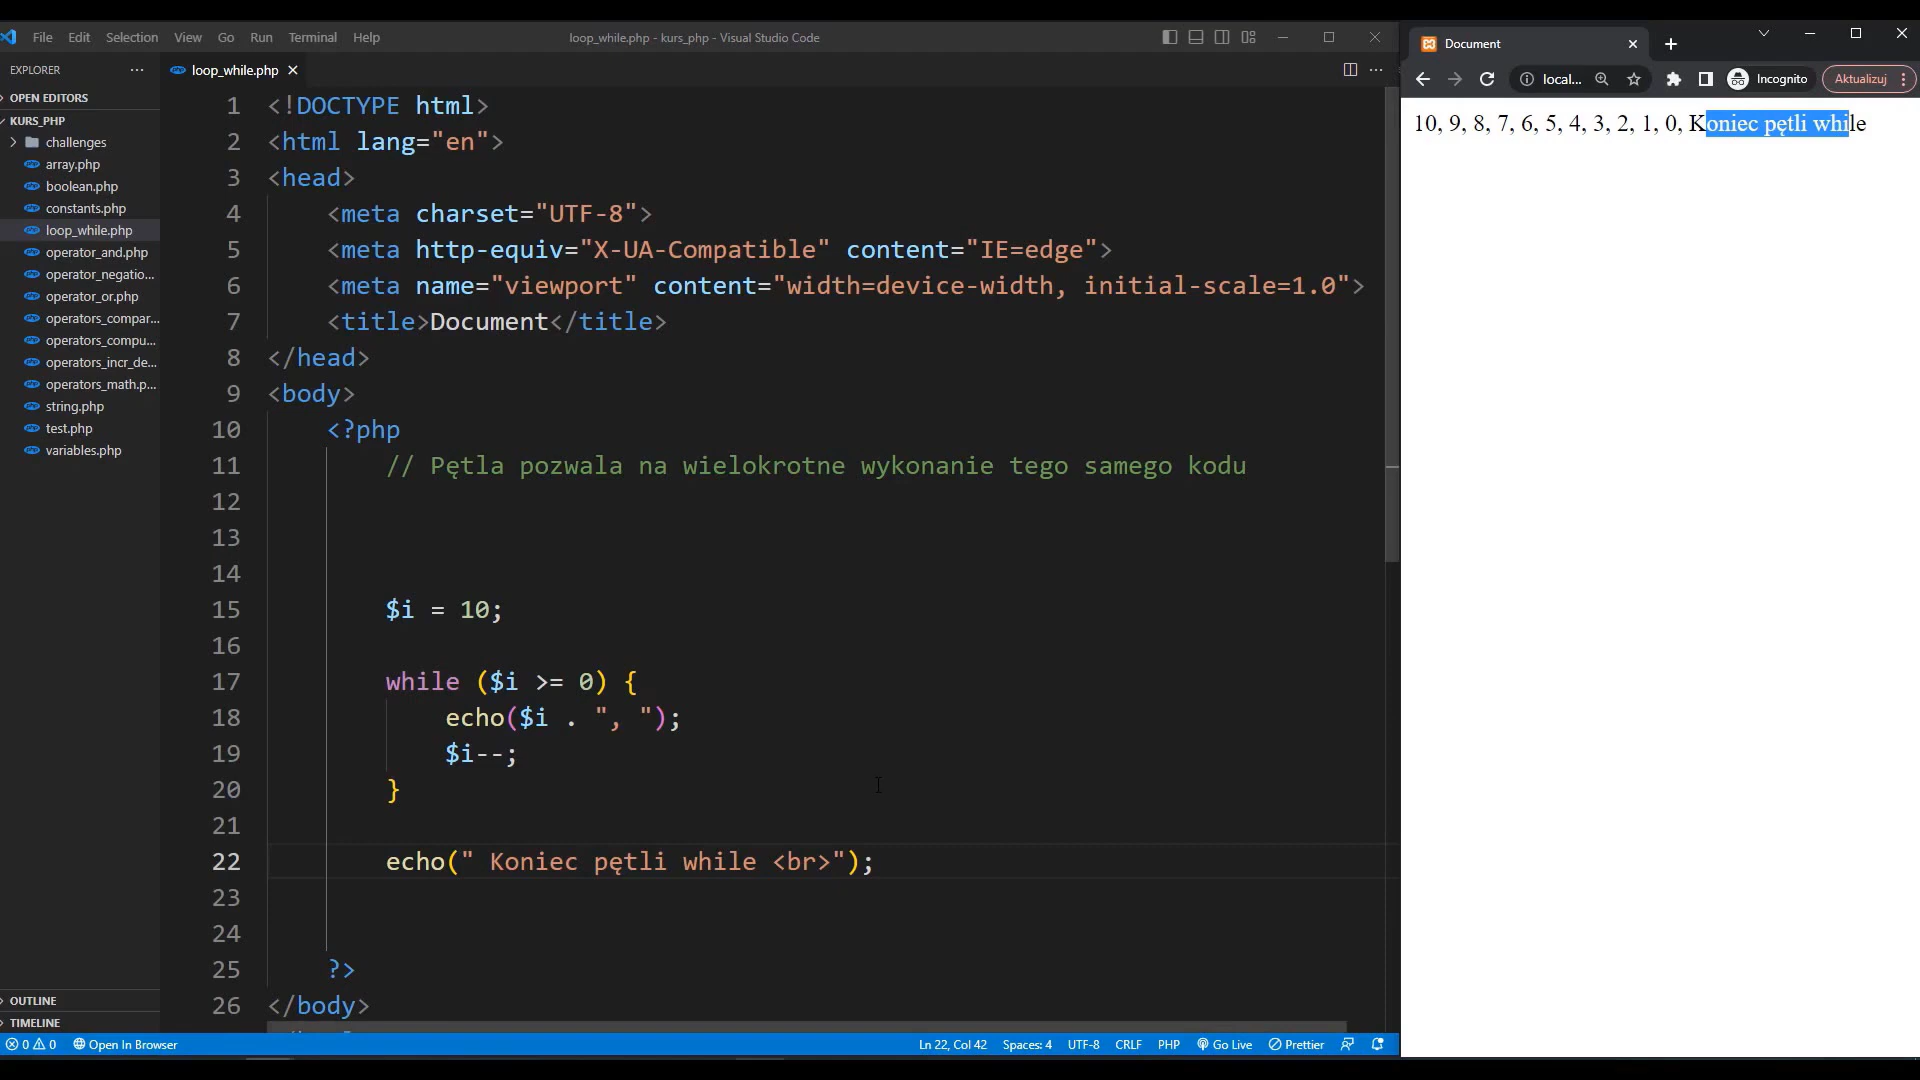 File Edit Selection View Go Run Terminal Help
loop_while.php - kurs_php - Visual Studio Code
EXPLORER
OPEN EDITORS
KURS_PHP
challenges
array.php
boolean.php
constants.php
loop_while.php
operator_and.php
operator_negatio...
operator_or.php
operators_compar...
operators_compu...
operators_incr_de...
operators_math.p...
string.php
test.php
variables.php
OUTLINE
TIMELINE
loop_while.php
1 <!DOCTYPE html>
2 <html lang="en">
3 <head>
4 <meta charset="UTF-8">
5 <meta http-equiv="X-UA-Compatible" content="IE=edge">
6 <meta name="viewport" content="width=device-width, initial-scale=1.0">
7 <title>Document</title>
8 </head>
9 <body>
10 <?php
11 // Pętla pozwala na wielokrotne wykonanie tego samego kodu
12
13
14
15 $i = 10;
16
17 while ($i >= 0) {
18 echo($i . ", ");
19 $i--;
20 }
21
22 echo(" Koniec pętli while <br>");
23
24
25 ?>
26 </body>
0 0 Open In Browser
Ln 22, Col 42 Spaces: 4 UTF-8 CRLF PHP Go Live Prettier
Document
local... Incognito Aktualizuj
10, 9, 8, 7, 6, 5, 4, 3, 2, 1, 0, Koniec pętli while